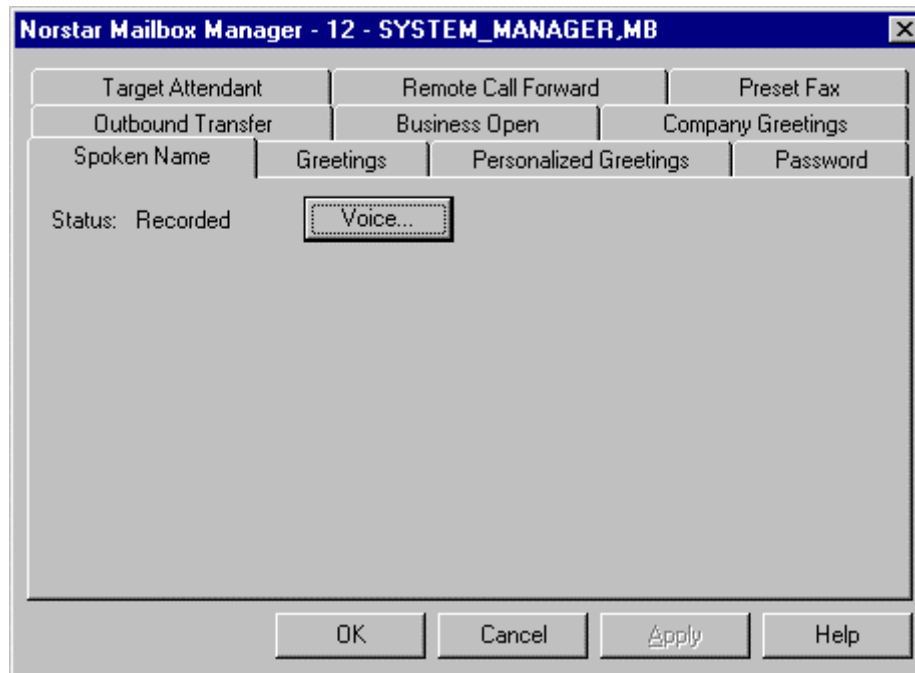 Norstar Mailbox Manager - 12 - SYSTEM_MANAGER,MB
Target Attendant Remote Call Forward Preset Fax
Outbound Transfer Business Open Company Greetings
Spoken Name Greetings Personalized Greetings Password
Status: Recorded Voice...
OK Cancel Apply Help